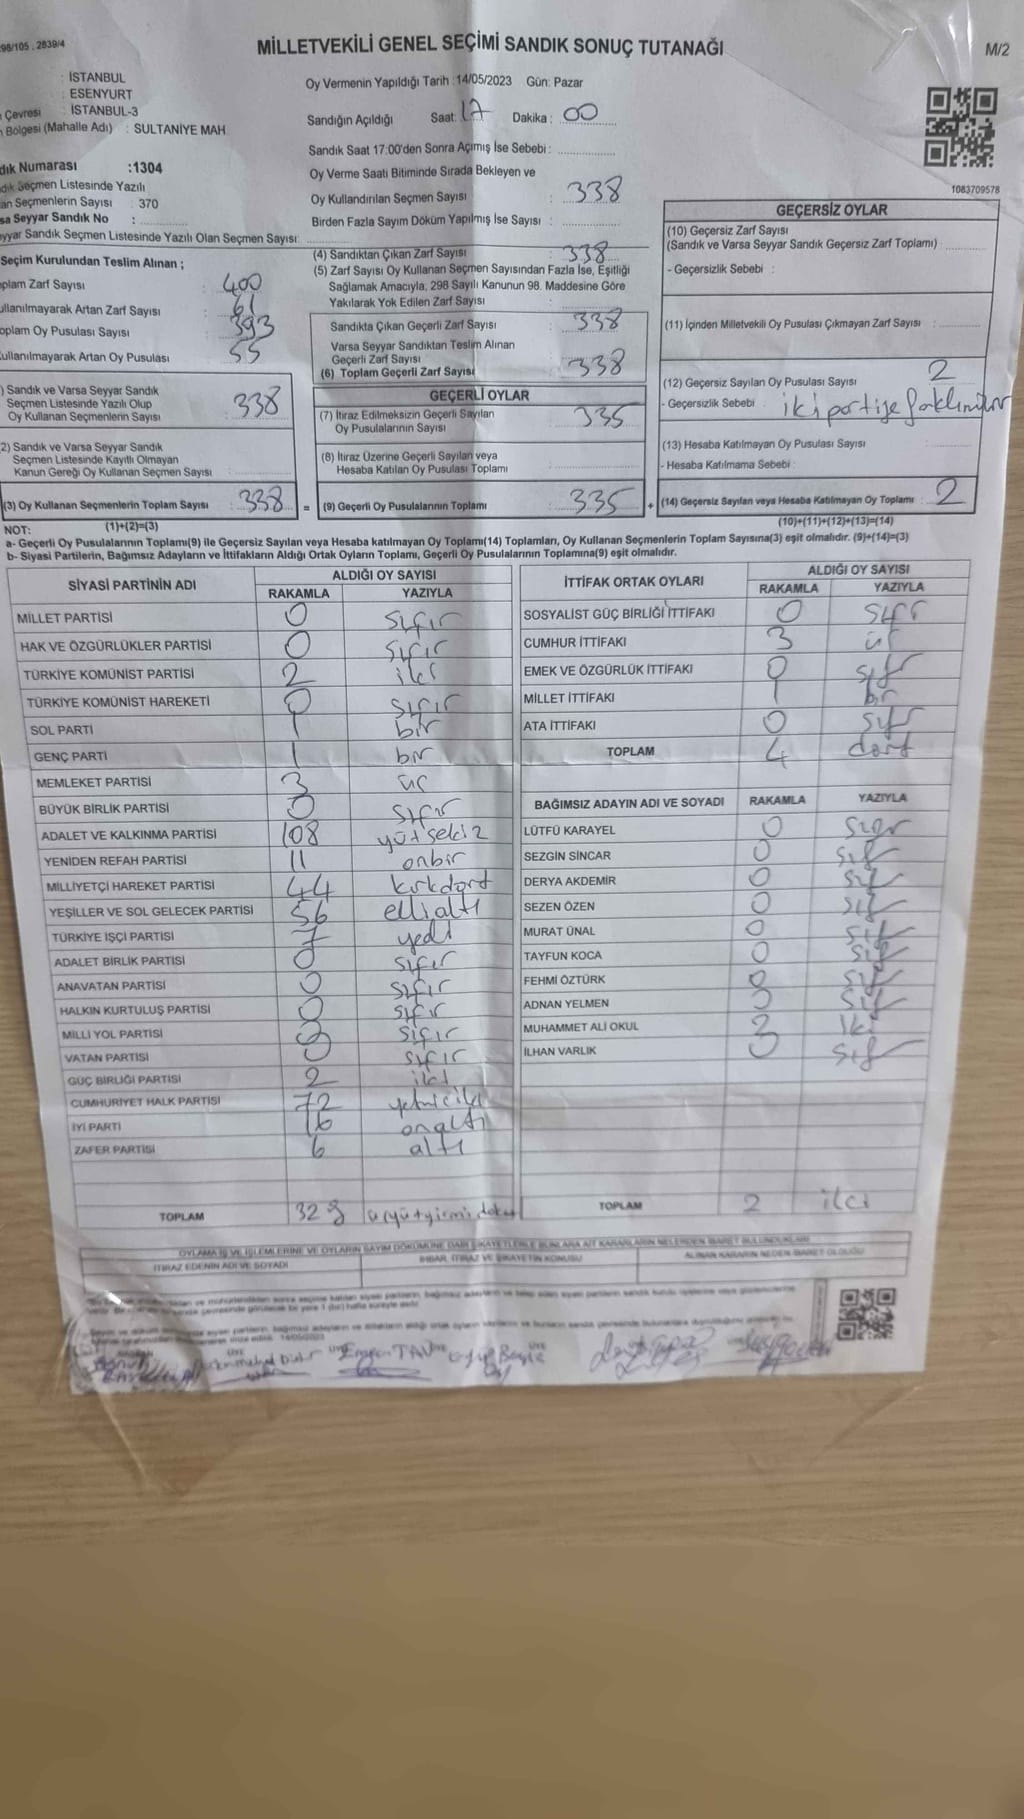 298/105 . 2839/4
MİLLETVEKİLİ GENEL SEÇİMİ SANDIK SONUÇ TUTANAĞI
M/2
: İSTANBUL
: ESENYURT
Çevresi : İSTANBUL-3
Bölgesi (Mahalle Adı) : SULTANİYE MAH
Oy Vermenin Yapıldığı Tarih : 14/05/2023 Gün: Pazar
Sandığın Açıldığı Saat: 17 Dakika : 00
Sandık Saat 17:00'den Sonra Açımış İse Sebebi :
Oy Verme Saati Bitiminde Sırada Bekleyen ve
Oy Kullandırılan Seçmen Sayısı : 338
Birden Fazla Sayım Döküm Yapılmış İse Sayısı :
1083709578
dık Numarası :1304
dık Seçmen Listesinde Yazılı
an Seçmenlerin Sayısı : 370
sa Seyyar Sandık No :
yyar Sandık Seçmen Listesinde Yazılı Olan Seçmen Sayısı:
Seçim Kurulundan Teslim Alınan ;
plam Zarf Sayısı : 400
ullanılmayarak Artan Zarf Sayısı : 61
oplam Oy Pusulası Sayısı : 393
ullanılmayarak Artan Oy Pusulası : 55
(4) Sandıktan Çıkan Zarf Sayısı : 338
(5) Zarf Sayısı Oy Kullanan Seçmen Sayısından Fazla İse, Eşitliği
Sağlamak Amacıyla, 298 Sayılı Kanunun 98. Maddesine Göre
Yakılarak Yok Edilen Zarf Sayısı :
Sandıkta Çıkan Geçerli Zarf Sayısı : 338
Varsa Seyyar Sandıktan Teslim Alınan
Geçerli Zarf Sayısı
(6) Toplam Geçerli Zarf Sayısı : 338
GEÇERSİZ OYLAR
(10) Geçersiz Zarf Sayısı
(Sandık ve Varsa Seyyar Sandık Geçersiz Zarf Toplamı) :
- Geçersizlik Sebebi :
(11) İçinden Milletvekili Oy Pusulası Çıkmayan Zarf Sayısı :
(12) Geçersiz Sayılan Oy Pusulası Sayısı : 2
- Geçersizlik Sebebi : iki partiye
(13) Hesaba Katılmayan Oy Pusulası Sayısı :
- Hesaba Katılmama Sebebi :
(14) Geçersiz Sayılan veya Hesaba Katılmayan Oy Toplamı : 2
(10)+(11)+(12)+(13)=(14)
) Sandık ve Varsa Seyyar Sandık
Seçmen Listesinde Yazılı Olup
Oy Kullanan Seçmenlerin Sayısı : 338
2) Sandık ve Varsa Seyyar Sandık
Seçmen Listesinde Kayıtlı Olmayan
Kanun Gereği Oy Kullanan Seçmen Sayısı :
(3) Oy Kullanan Seçmenlerin Toplam Sayısı : 338 =
GEÇERLİ OYLAR
(7) İtiraz Edilmeksizin Geçerli Sayılan
Oy Pusulalarının Sayısı : 335
(8) İtiraz Üzerine Geçerli Sayılan veya
Hesaba Katılan Oy Pusulası Toplamı :
(9) Geçerli Oy Pusulalarının Toplamı : 335 +
NOT: (1)+(2)=(3)
a- Geçerli Oy Pusulasının Toplamı(9) ile Geçersiz Sayılan veya Hesaba katılmayan Oy Toplamı(14) Toplamları, Oy Kullanan Seçmenlerin Toplam Sayısına(3) eşit olmalıdır. (9)+(14)=(3)
b- Siyasi Partilerin, Bağımsız Adayların ve İttifakların Aldığı Ortak Oyların Toplamı, Geçerli Oy Pusulalarının Toplamına(9) eşit olmalıdır.
SİYASİ PARTİNİN ADI ALDIĞI OY SAYISI
RAKAMLA YAZIYLA
MİLLET PARTİSİ 0 sıfır
HAK VE ÖZGÜRLÜKLER PARTİSİ 0 sıfır
TÜRKİYE KOMÜNİST PARTİSİ 2 iki
TÜRKİYE KOMÜNİST HAREKETİ 0 sıfır
SOL PARTİ 1 bir
GENÇ PARTİ 1 bir
MEMLEKET PARTİSİ 3 üç
BÜYÜK BİRLİK PARTİSİ 0 sıfır
ADALET VE KALKINMA PARTİSİ 108 yüzsekiz
YENİDEN REFAH PARTİSİ 11 onbir
MİLLİYETÇİ HAREKET PARTİSİ 44 kırkdört
YEŞİLLER VE SOL GELECEK PARTİSİ 56 ellialtı
TÜRKİYE İŞÇİ PARTİSİ 7 yedi
ADALET BİRLİK PARTİSİ 0 sıfır
ANAVATAN PARTİSİ 0 sıfır
HALKIN KURTULUŞ PARTİSİ 0 sıfır
MİLLİ YOL PARTİSİ 0 sıfır
VATAN PARTİSİ 0 sıfır
GÜÇ BİRLİĞİ PARTİSİ 2 iki
CUMHURİYET HALK PARTİSİ 72 yetmişiki
İYİ PARTİ 16 onaltı
ZAFER PARTİSİ 6 altı
TOPLAM 329 üçyüzyirmidokuz
İTTİFAK ORTAK OYLARI ALDIĞI OY SAYISI
RAKAMLA YAZIYLA
SOSYALİST GÜÇ BİRLİĞİ İTTİFAKI 0 sıfır
CUMHUR İTTİFAKI 3 üç
EMEK VE ÖZGÜRLÜK İTTİFAKI 0 sıfır
MİLLET İTTİFAKI 1 bir
ATA İTTİFAKI 0 sıfır
TOPLAM 4 dört
BAĞIMSIZ ADAYIN ADI VE SOYADI RAKAMLA YAZIYLA
LÜTFÜ KARAYEL 0 sıfır
SEZGİN SİNCAR 0 sıf
DERYA AKDEMİR 0 sıf
SEZEN ÖZEN 0 sıf
MURAT ÜNAL 0 sıf
TAYFUN KOCA 0 sıf
FEHMİ ÖZTÜRK 0 sıf
ADNAN YELMEN 0 sıf
MUHAMMET ALİ OKUL 2 iki
İLHAN VARLIK 0 sıf
TOPLAM 2 iki
OYLAMA İŞ VE İŞLEMLERİNE VE OYLARIN SAYIM DÖKÜMÜNE DAİR ŞİKAYETLERLE BUNLARA AİT KARARLARIN NELERDEN İBARET BULUNDUKLARI
İTİRAZ EDENİN ADI VE SOYADI
İHBAR, İTİRAZ VE ŞİKAYETİN KONUSU
ALINAN KARARIN NEDEN İBARET OLDUĞU